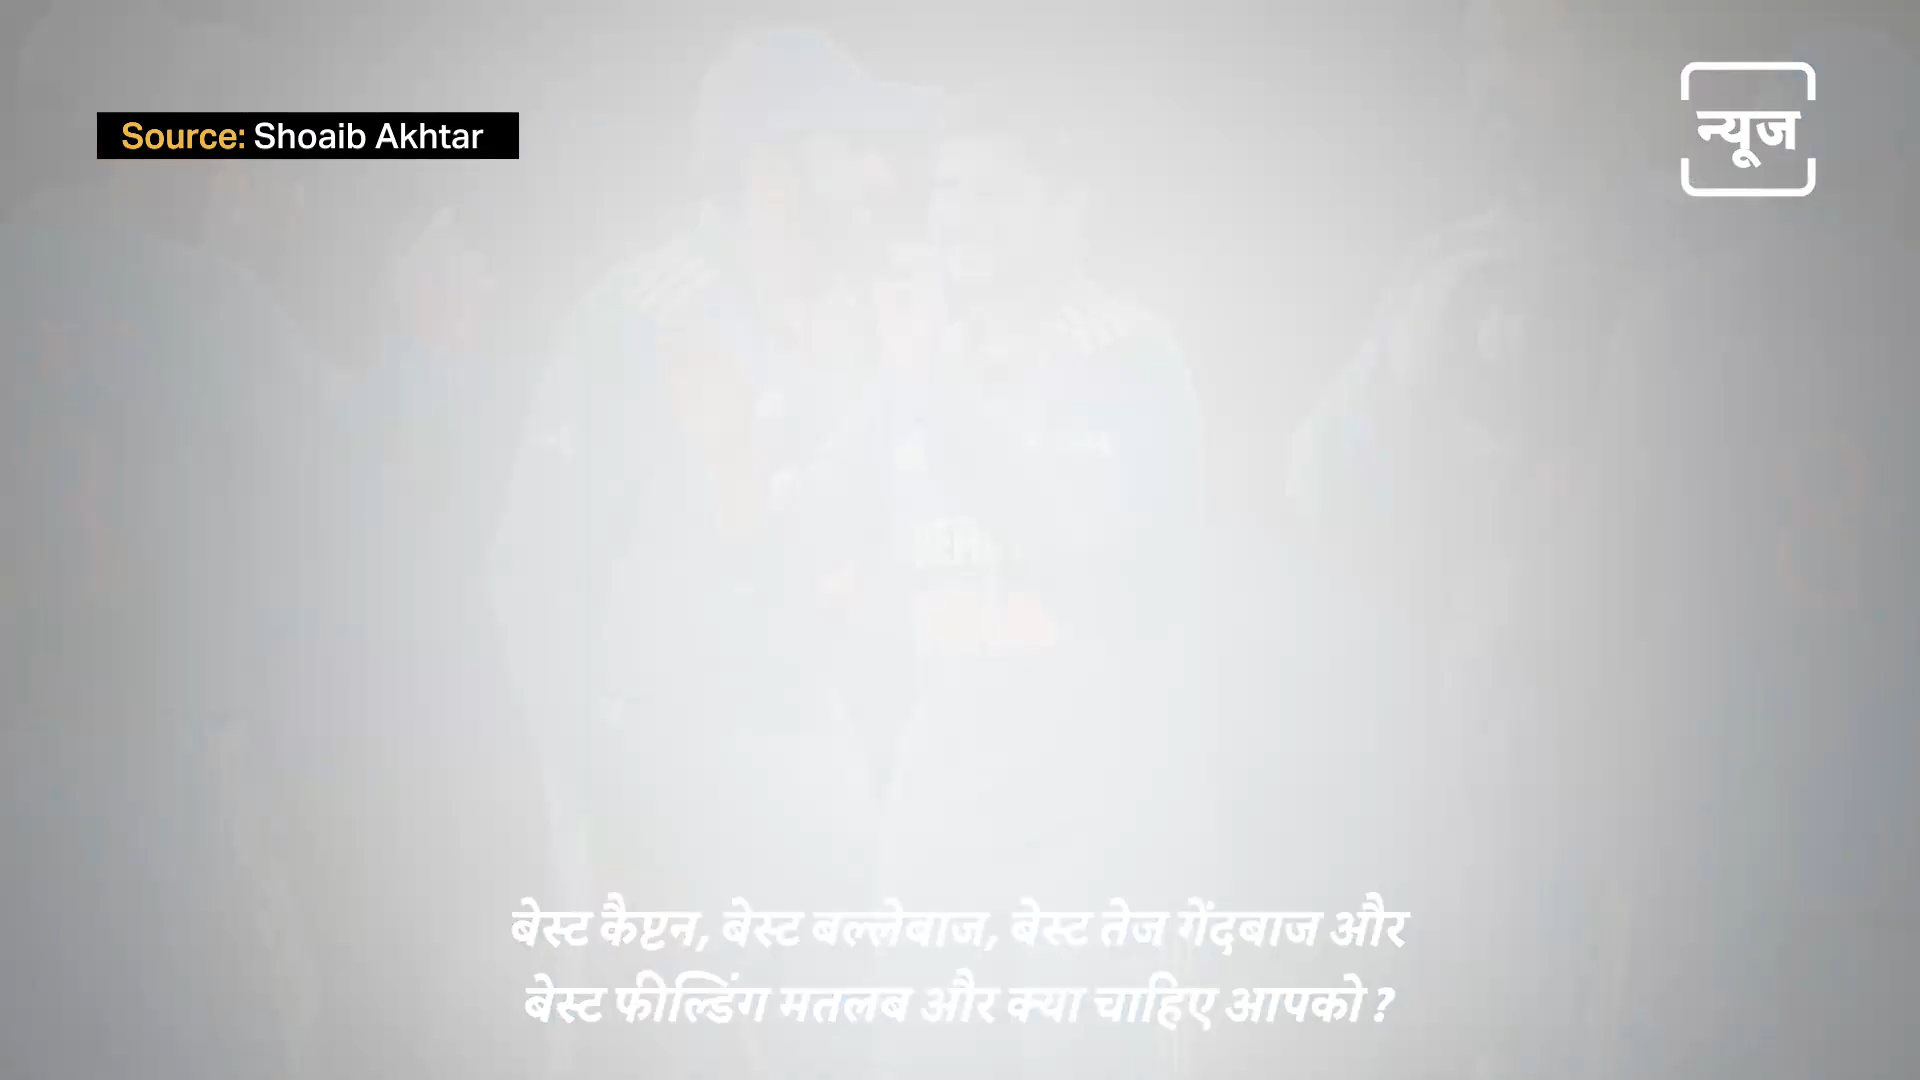 Source: Shoaib Akhtar
न्यूज
बेस्ट कैप्टन, बेस्ट बल्लेबाज, बेस्ट तेज गेंदबाज और
बेस्ट फील्डिंग मतलब और क्या चाहिए आपको ?